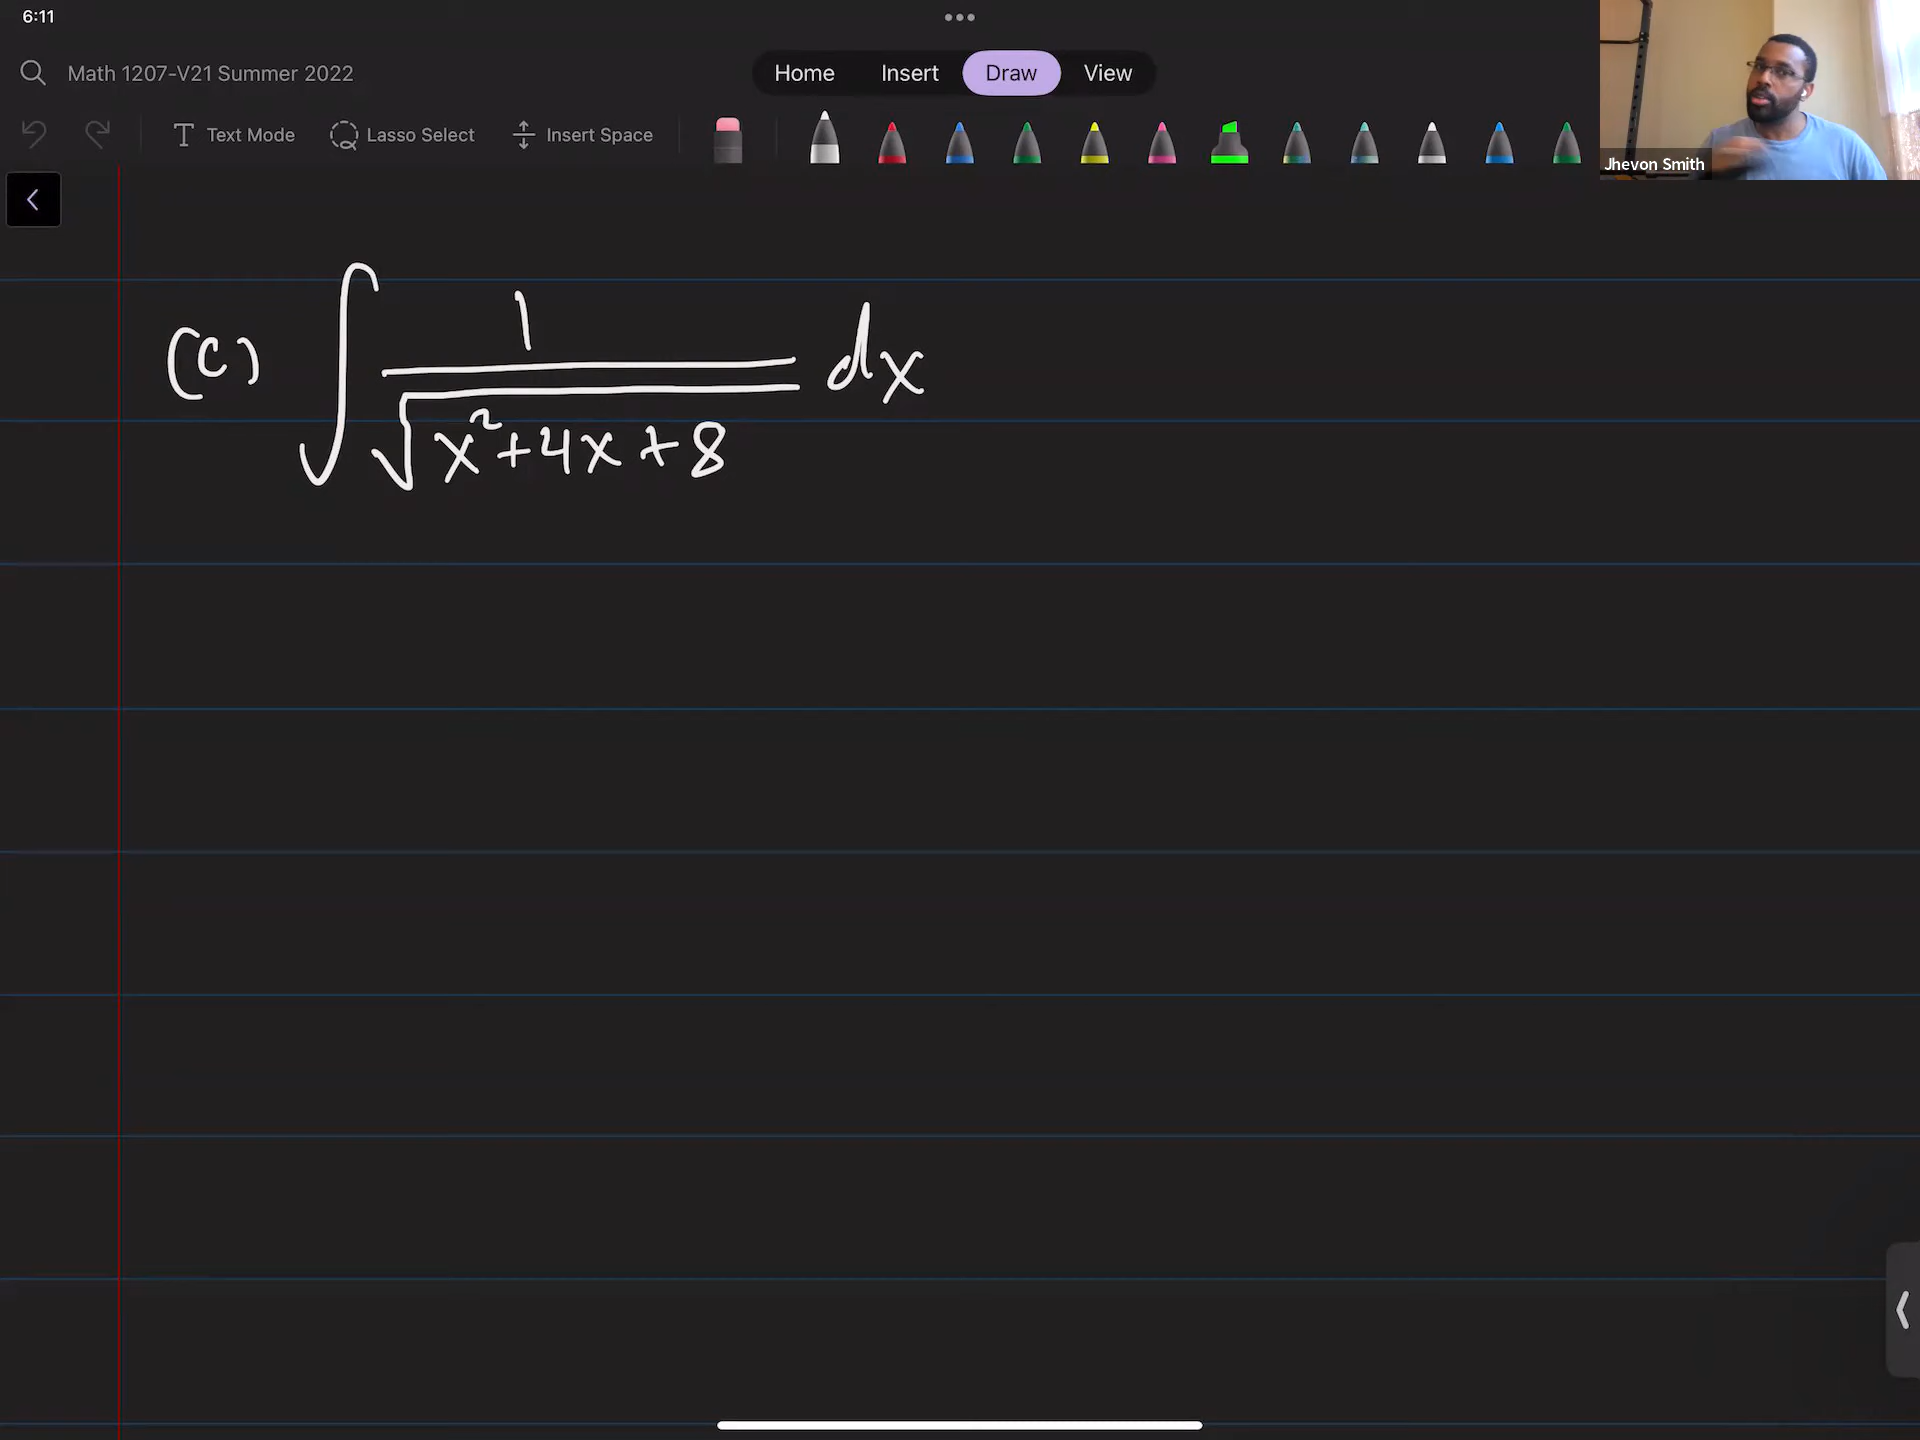 6:11
Math 1207-V21 Summer 2022
Home Insert Draw View
Text Mode Lasso Select Insert Space
Jhevon Smith
(c) ∫ 1/√(x²+4x+8) dx